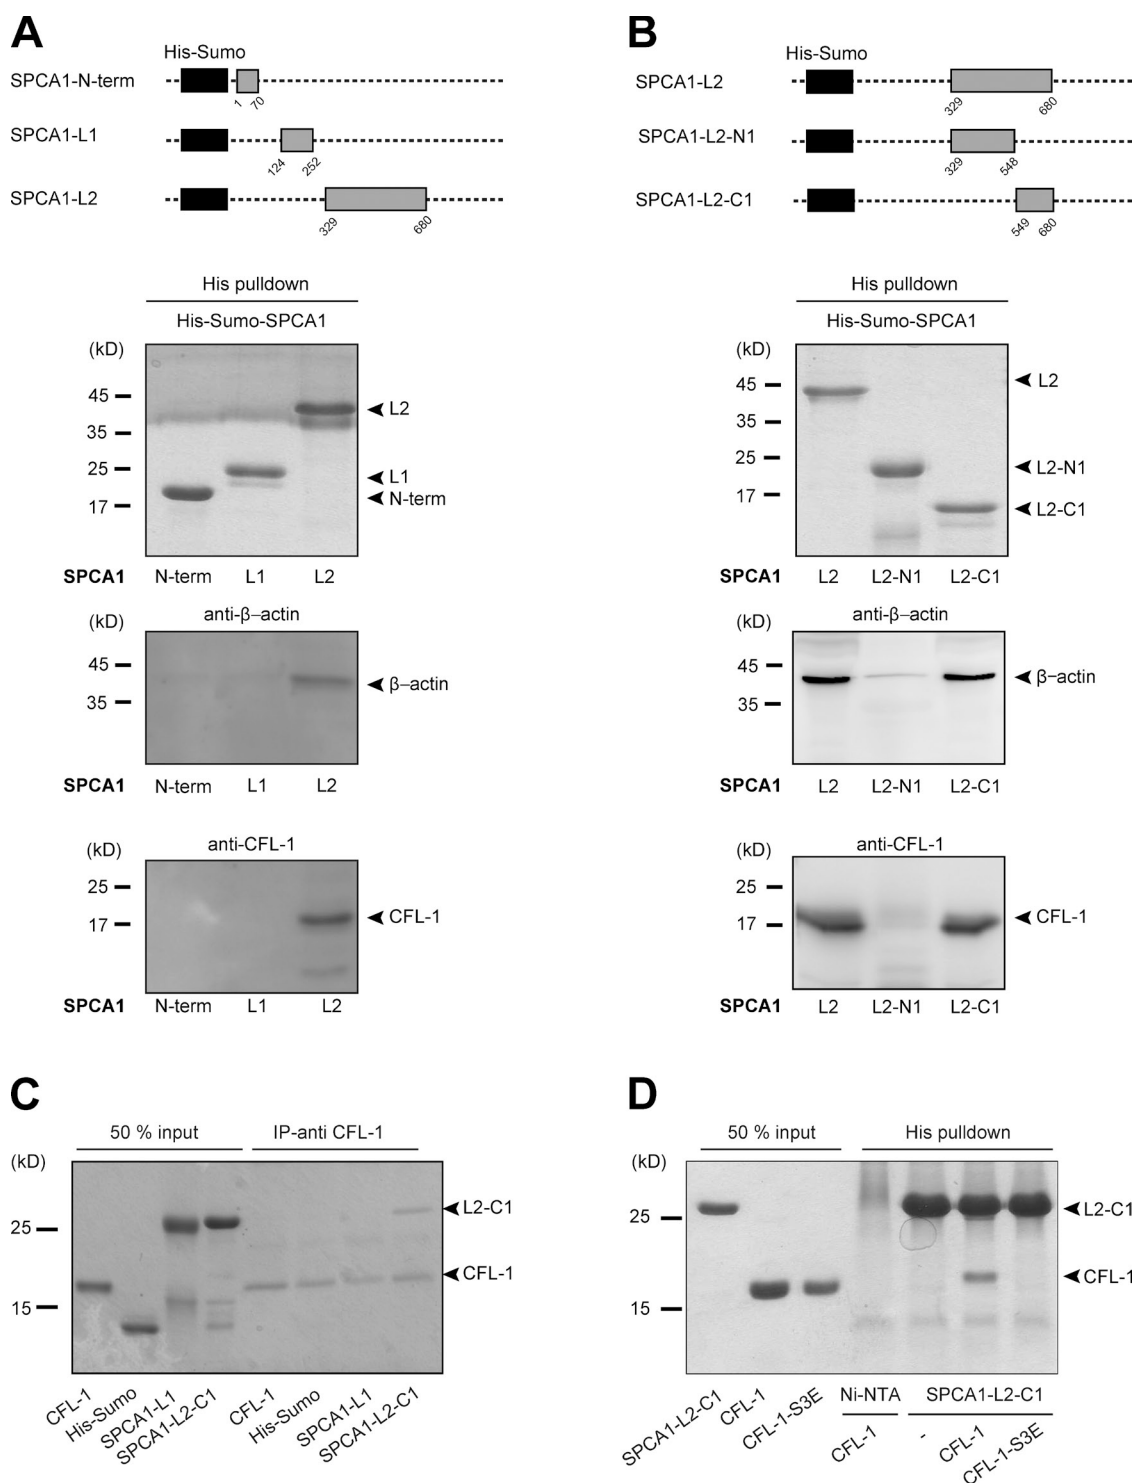 A
His-Sumo
SPCA1-N-term
1 70
SPCA1-L1
124 252
SPCA1-L2
329 680
His pulldown
His-Sumo-SPCA1
(kD)
45
35
25
17
L2
L1
N-term
SPCA1 N-term L1 L2
anti-β–actin
(kD)
45
35
β–actin
SPCA1 N-term L1 L2
anti-CFL-1
(kD)
25
17
CFL-1
SPCA1 N-term L1 L2
B
His-Sumo
SPCA1-L2
329 680
SPCA1-L2-N1
329 548
SPCA1-L2-C1
549 680
His pulldown
His-Sumo-SPCA1
(kD)
45
35
25
17
L2
L2-N1
L2-C1
SPCA1 L2 L2-N1 L2-C1
anti-β–actin
(kD)
45
35
β–actin
SPCA1 L2 L2-N1 L2-C1
anti-CFL-1
(kD)
25
17
CFL-1
SPCA1 L2 L2-N1 L2-C1
C
50 % input IP-anti CFL-1
(kD)
25
15
L2-C1
CFL-1
CFL-1 His-Sumo SPCA1-L1 SPCA1-L2-C1 CFL-1 His-Sumo SPCA1-L1 SPCA1-L2-C1
D
50 % input His pulldown
(kD)
25
15
L2-C1
CFL-1
Ni-NTA SPCA1-L2-C1
SPCA1-L2-C1 CFL-1 CFL-1-S3E CFL-1 - CFL-1 CFL-1-S3E